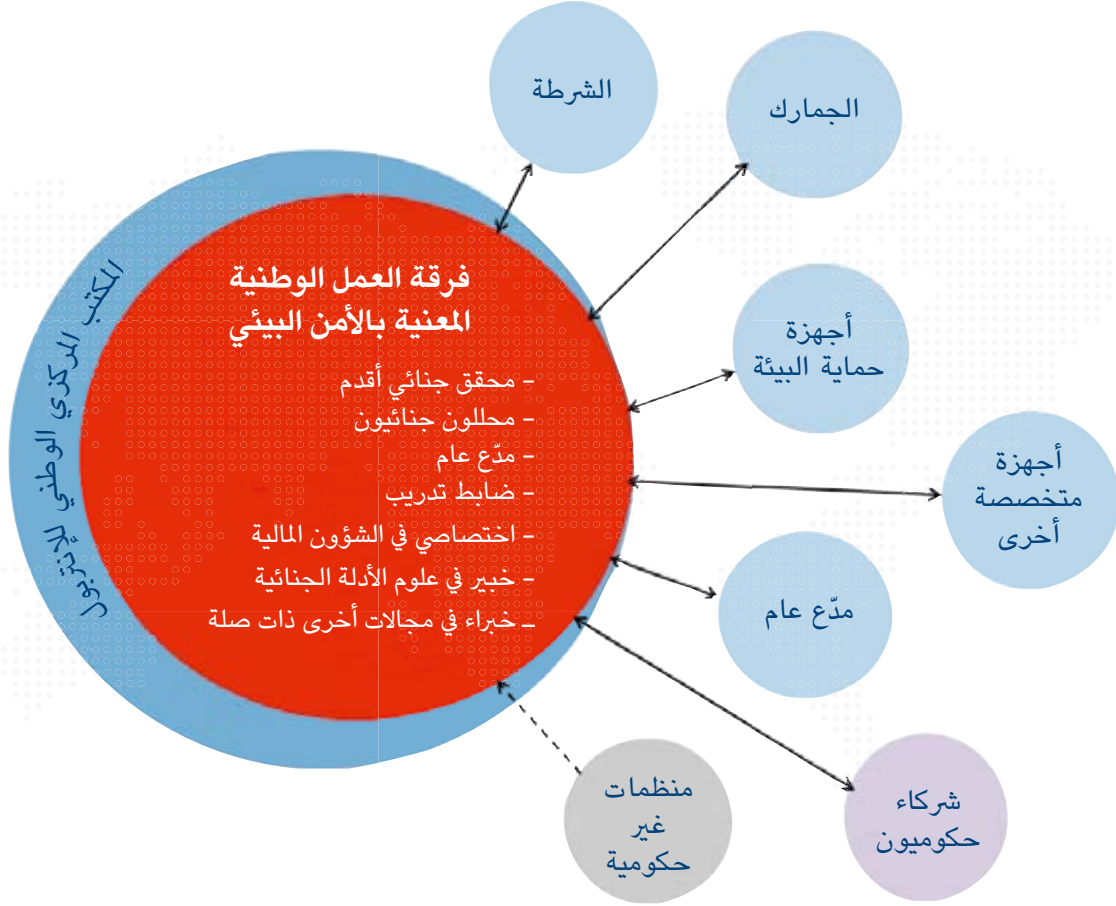 الشرطة
الجمارك
أجهزة
حماية البيئة
أجهزة
متخصصة
أخرى
مدّع عام
شركاء
حكوميون
منظمات
غير
حكومية
المكتب المركزي الوطني للإنتربول
فرقة العمل الوطنية
المعنية بالأمن البيئي
- محقق جنائي أقدم
- محللون جنائيون
- مدّع عام
- ضابط تدريب
- اختصاصي في الشؤون المالية
- خبير في علوم الأدلة الجنائية
- خبراء في مجالات أخرى ذات صلة